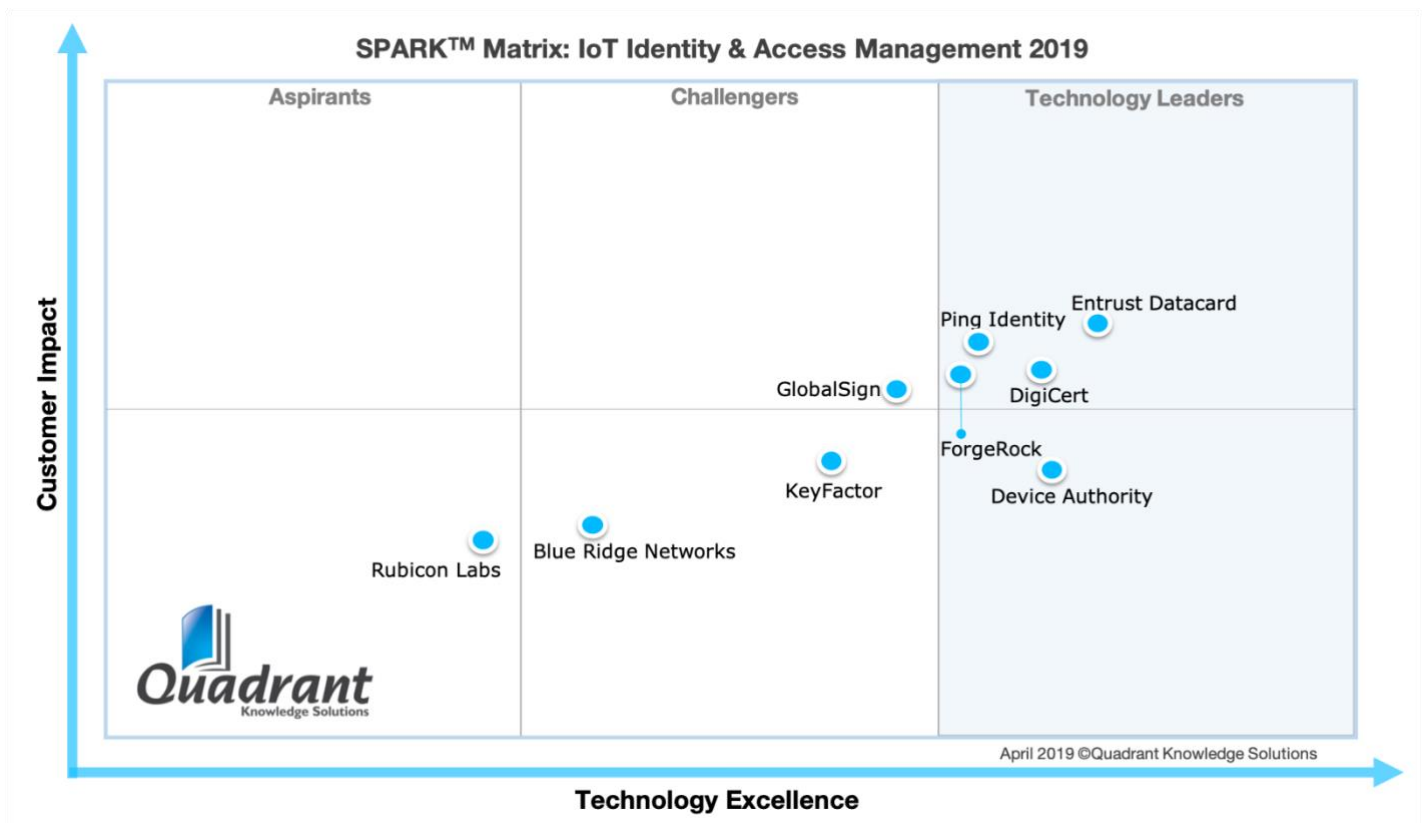 SPARK™ Matrix: IoT Identity & Access Management 2019
Aspirants
Challengers
Technology Leaders
Customer Impact
Entrust Datacard
Ping Identity
GlobalSign
DigiCert
ForgeRock
KeyFactor
Device Authority
Blue Ridge Networks
Rubicon Labs
Quadrant
Knowledge Solutions
April 2019 ©Quadrant Knowledge Solutions
Technology Excellence